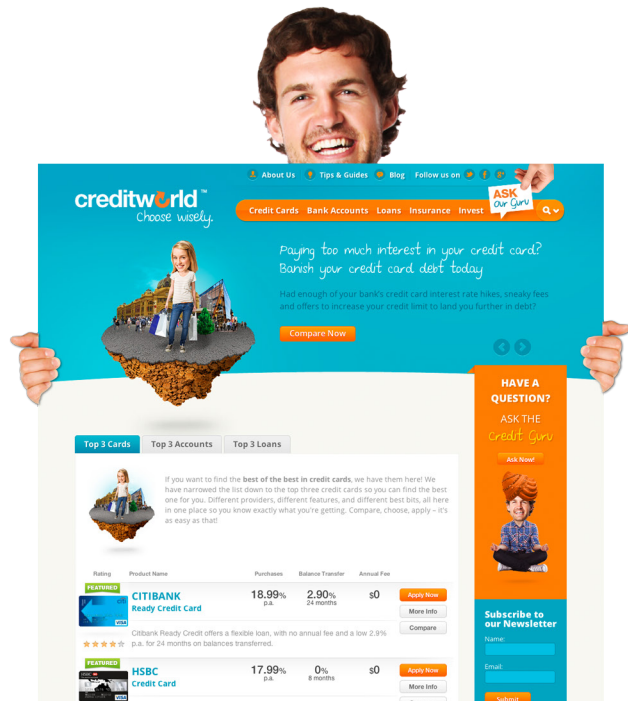 About Us Tips & Guides Blog Follow us on
creditworld ™
Choose wisely.
Credit Cards Bank Accounts Loans Insurance Invest
ASK
Our Guru
Paying too much interest in your credit card?
Banish your credit card debt today
Had enough of your bank's credit card interest rate hikes, sneaky fees
and offers to increase your credit limit to land you further in debt?
Compare Now
HAVE A
QUESTION?
ASK THE
Credit Guru
Ask Now!
Top 3 Cards Top 3 Accounts Top 3 Loans
If you want to find the best of the best in credit cards, we have them here! We
have narrowed the list down to the top three credit cards so you can find the best
one for you. Different providers, different features, and different best bits, all here
in one place so you know exactly what you're getting. Compare, choose, apply – it's
as easy as that!
Rating Product Name Purchases Balance Transfer Annual Fee
FEATURED
CITIBANK
Ready Credit Card
VISA
18.99% p.a.
2.90% 24 months
$0
Apply Now
More Info
Compare
Citibank Ready Credit offers a flexible loan, with no annual fee and a low 2.9%
p.a. for 24 months on balances transferred.
FEATURED
HSBC
Credit Card
HSBC
VISA
17.99% p.a.
0% 8 months
$0
Apply Now
More Info
Subscribe to
our Newsletter
Name:
Email:
Submit